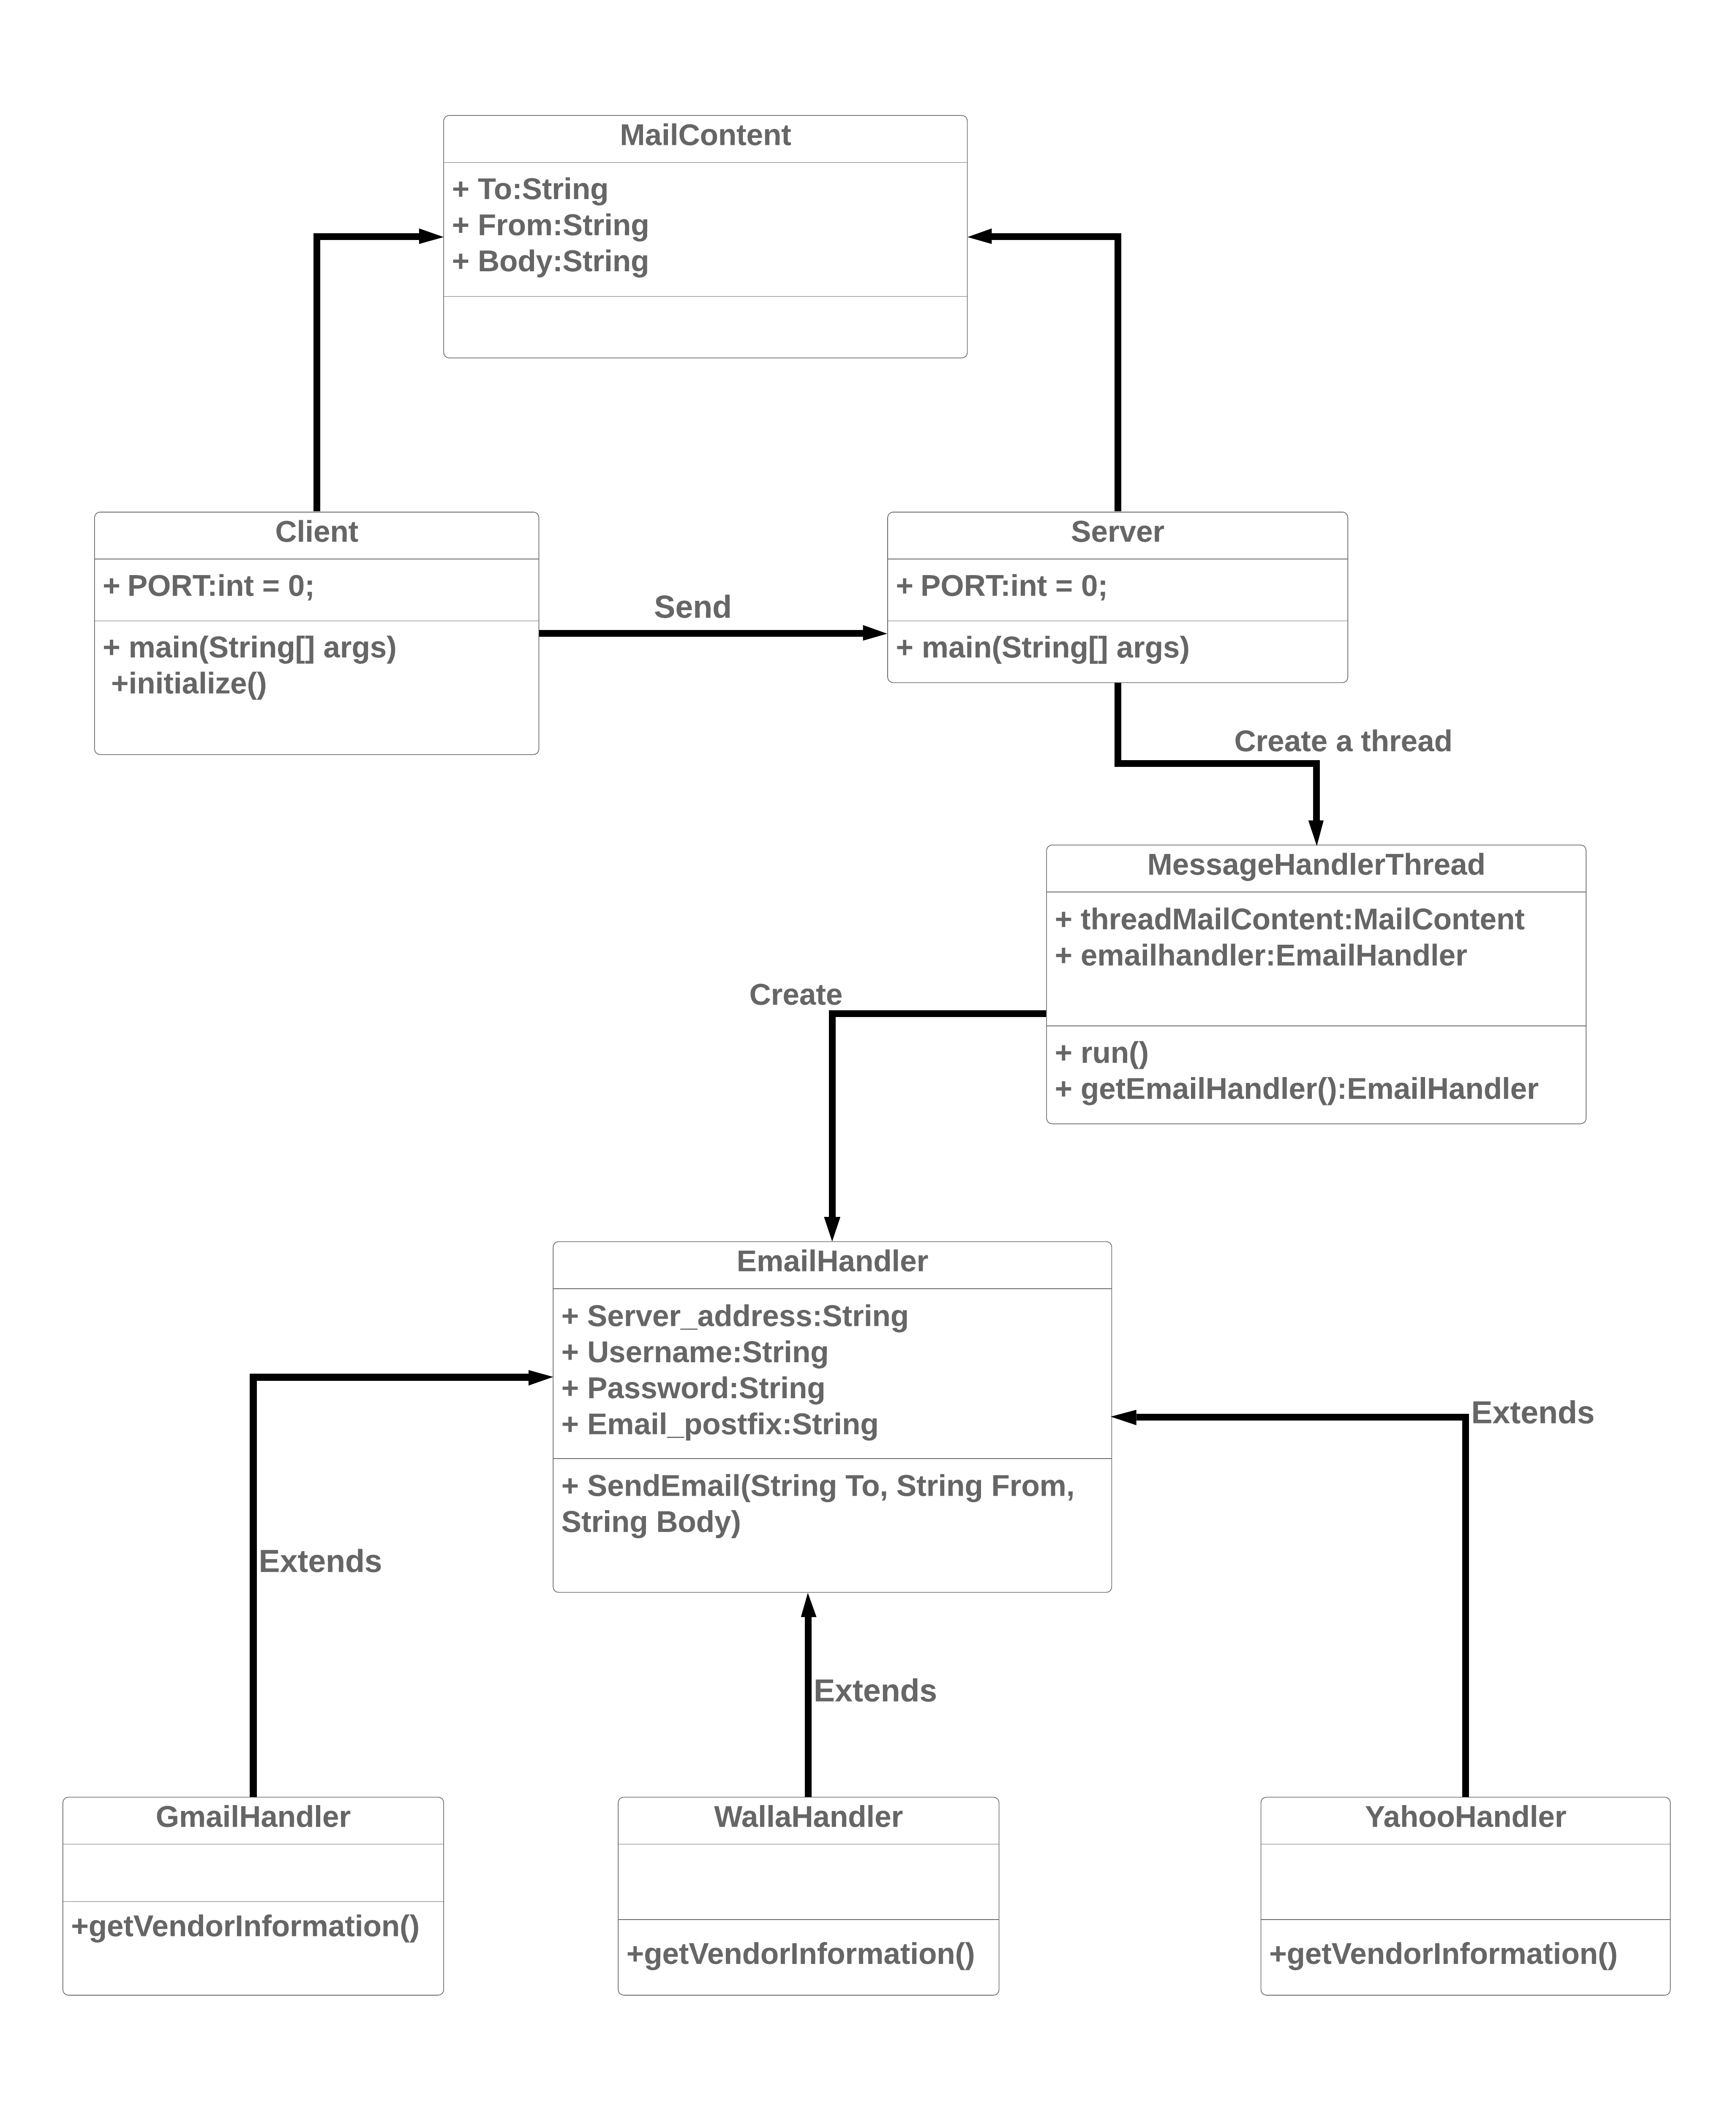 MailContent
+ To:String
+ From:String
+ Body:String
Client
+ PORT:int = 0;
+ main(String[] args)
+initialize()
Send
Server
+ PORT:int = 0;
+ main(String[] args)
Create a thread
MessageHandlerThread
+ threadMailContent:MailContent
+ emailhandler:EmailHandler
+ run()
+ getEmailHandler():EmailHandler
Create
EmailHandler
+ Server_address:String
+ Username:String
+ Password:String
+ Email_postfix:String
+ SendEmail(String To, String From,
String Body)
Extends
Extends
Extends
GmailHandler
+getVendorInformation()
WallaHandler
+getVendorInformation()
YahooHandler
+getVendorInformation()